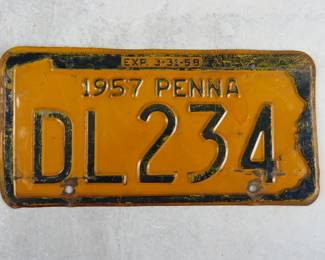 EXP. 3-31-58
1957 PENNA
DL234